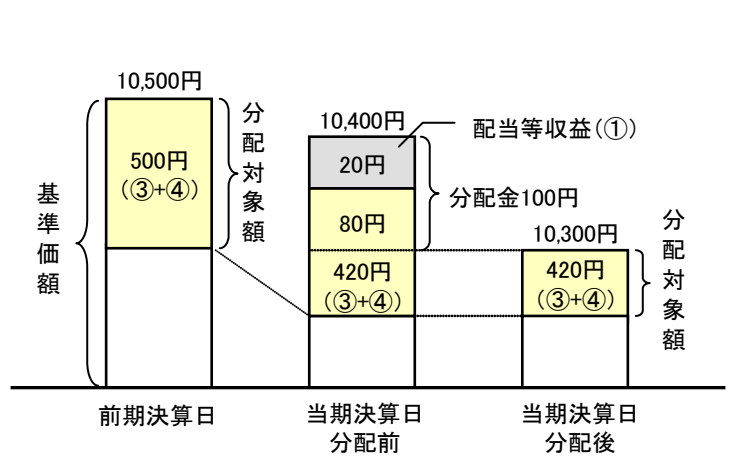 10,500円
500円
(③+④)
分配対象額
基準価額
10,400円
配当等収益(①)
20円
80円
分配金100円
420円
(③+④)
10,300円
420円
(③+④)
分配対象額
前期決算日
当期決算日
分配前
当期決算日
分配後